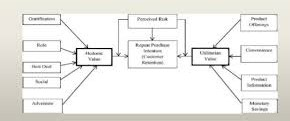 Gratification
Perceived Risk
Product
Offerings
Role
Hedonic
Value
Repeat Purchase
Intention
(Customer
Retention)
Utilitarian
Value
Convenience
Best Deal
Social
Product
Information
Adventure
Monetary
Savings